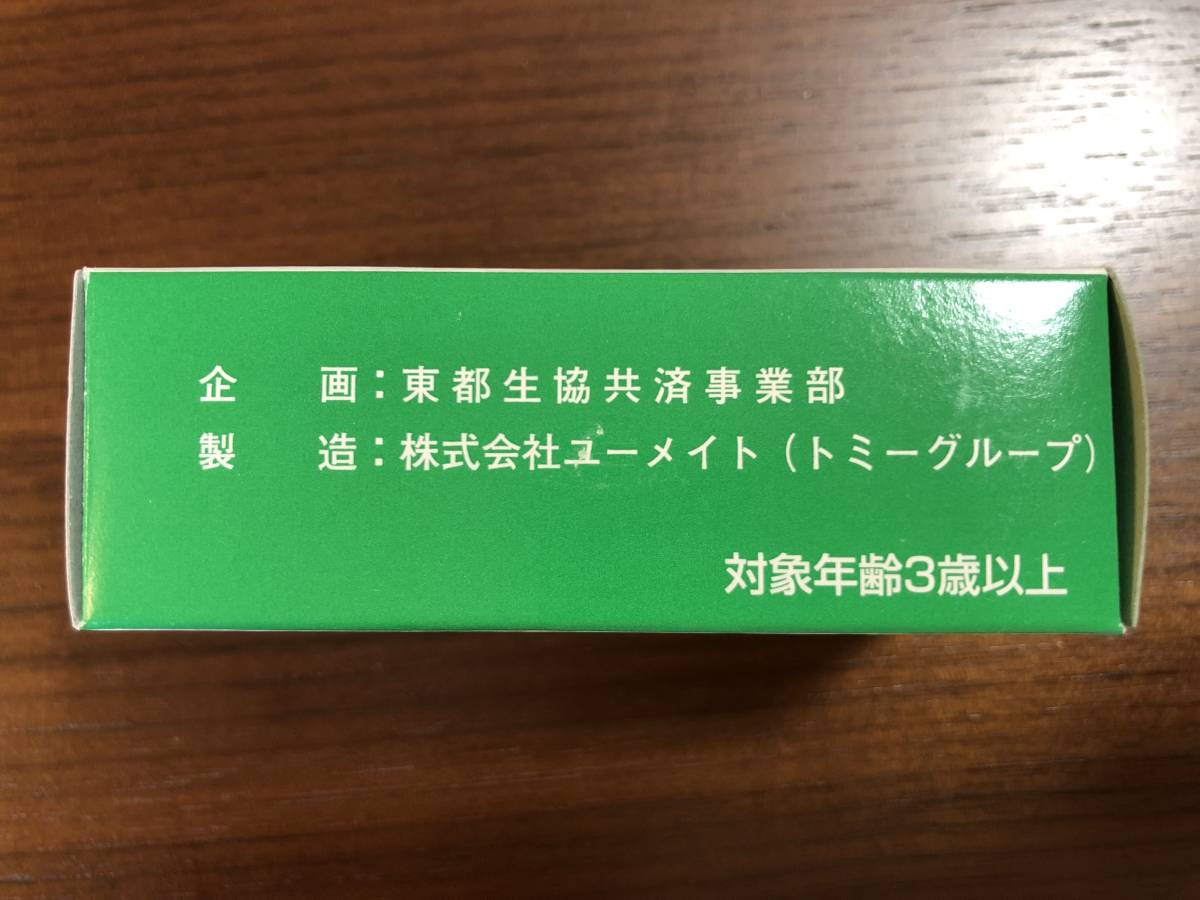 企　　画：東都生協共済事業部
製　　造：株式会社ユーメイト（トミーグループ）
対象年齢3歳以上